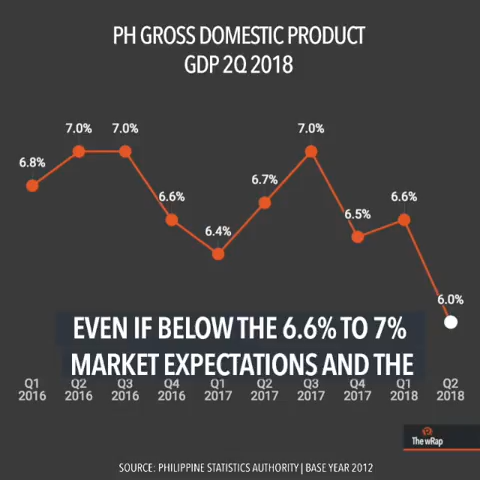 PH GROSS DOMESTIC PRODUCT
GDP 2Q 2018
6.8%
7.0%
7.0%
6.6%
6.4%
6.7%
7.0%
6.5%
6.6%
6.0%
EVEN IF BELOW THE 6.6% TO 7%
MARKET EXPECTATIONS AND THE
Q1 Q2 Q3 Q4 Q1 Q2 Q3 Q4 Q1 Q2
2016 2016 2016 2016 2017 2017 2017 2017 2018 2018
The wRap
SOURCE: PHILIPPINE STATISTICS AUTHORITY | BASE YEAR 2012